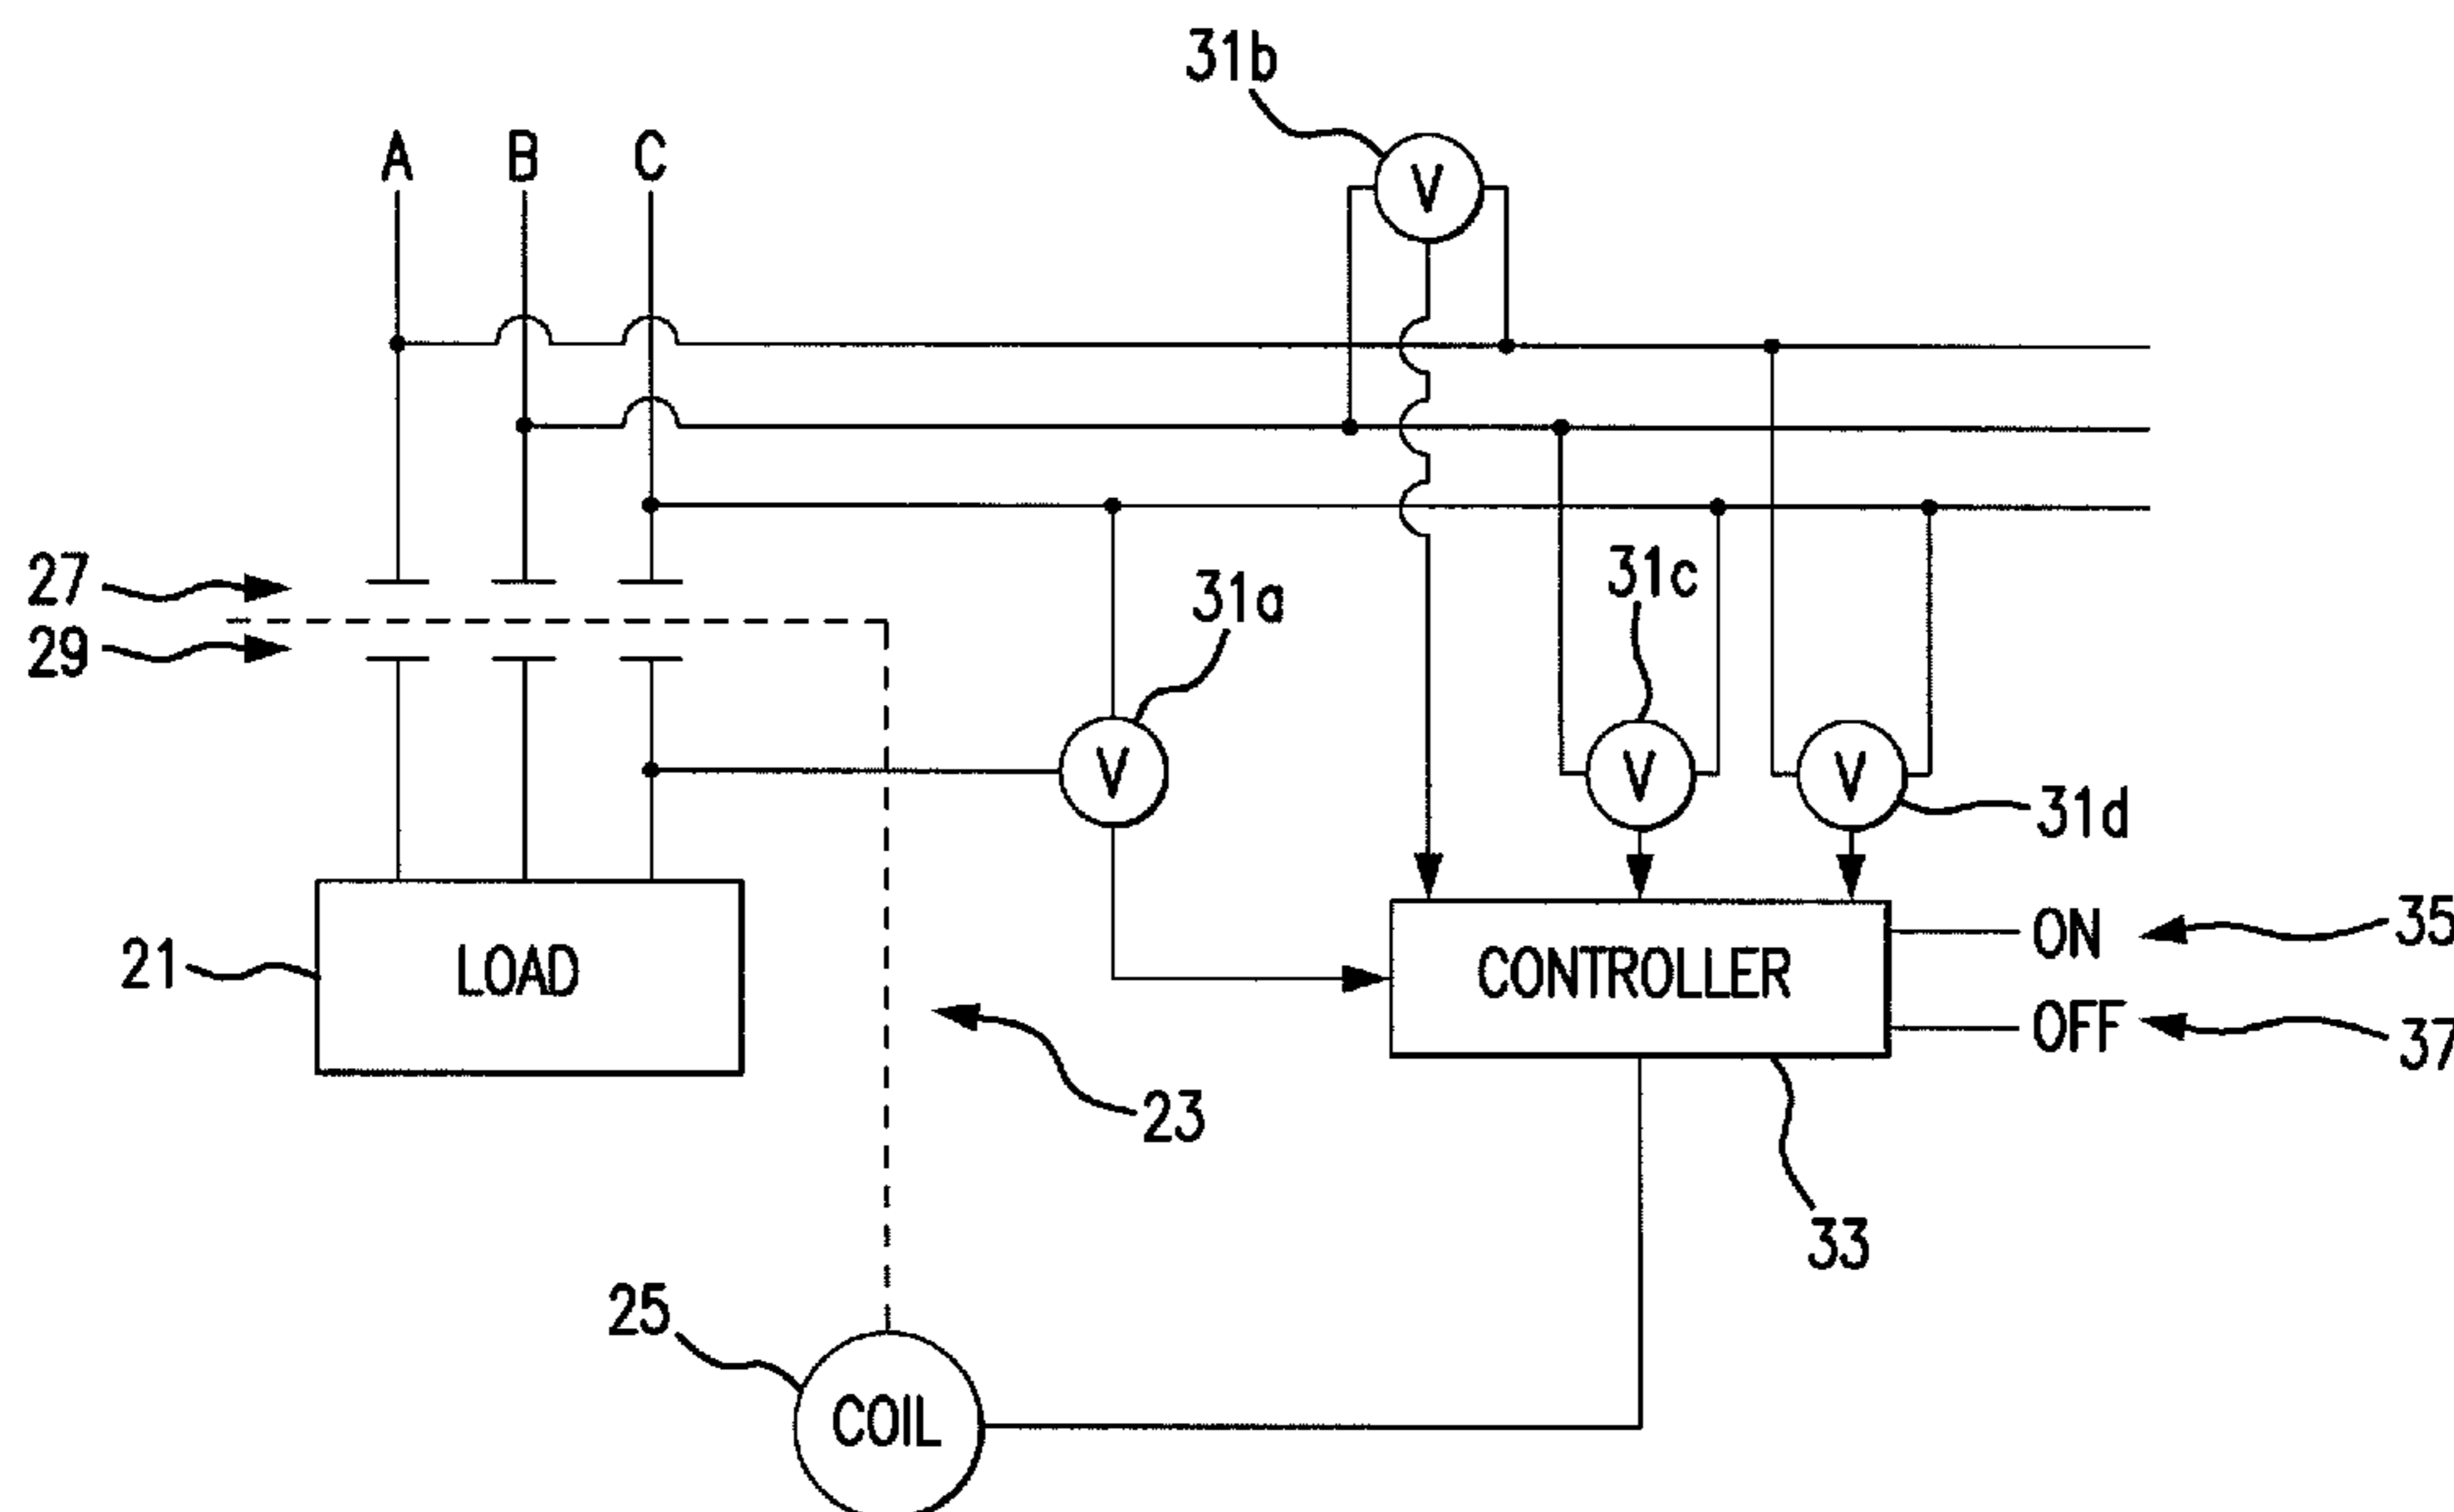 31b
A B C
V
27
31c
31a
29
V V V
31d
35
ON
21 LOAD CONTROLLER
OFF
37
23
33
25
COIL